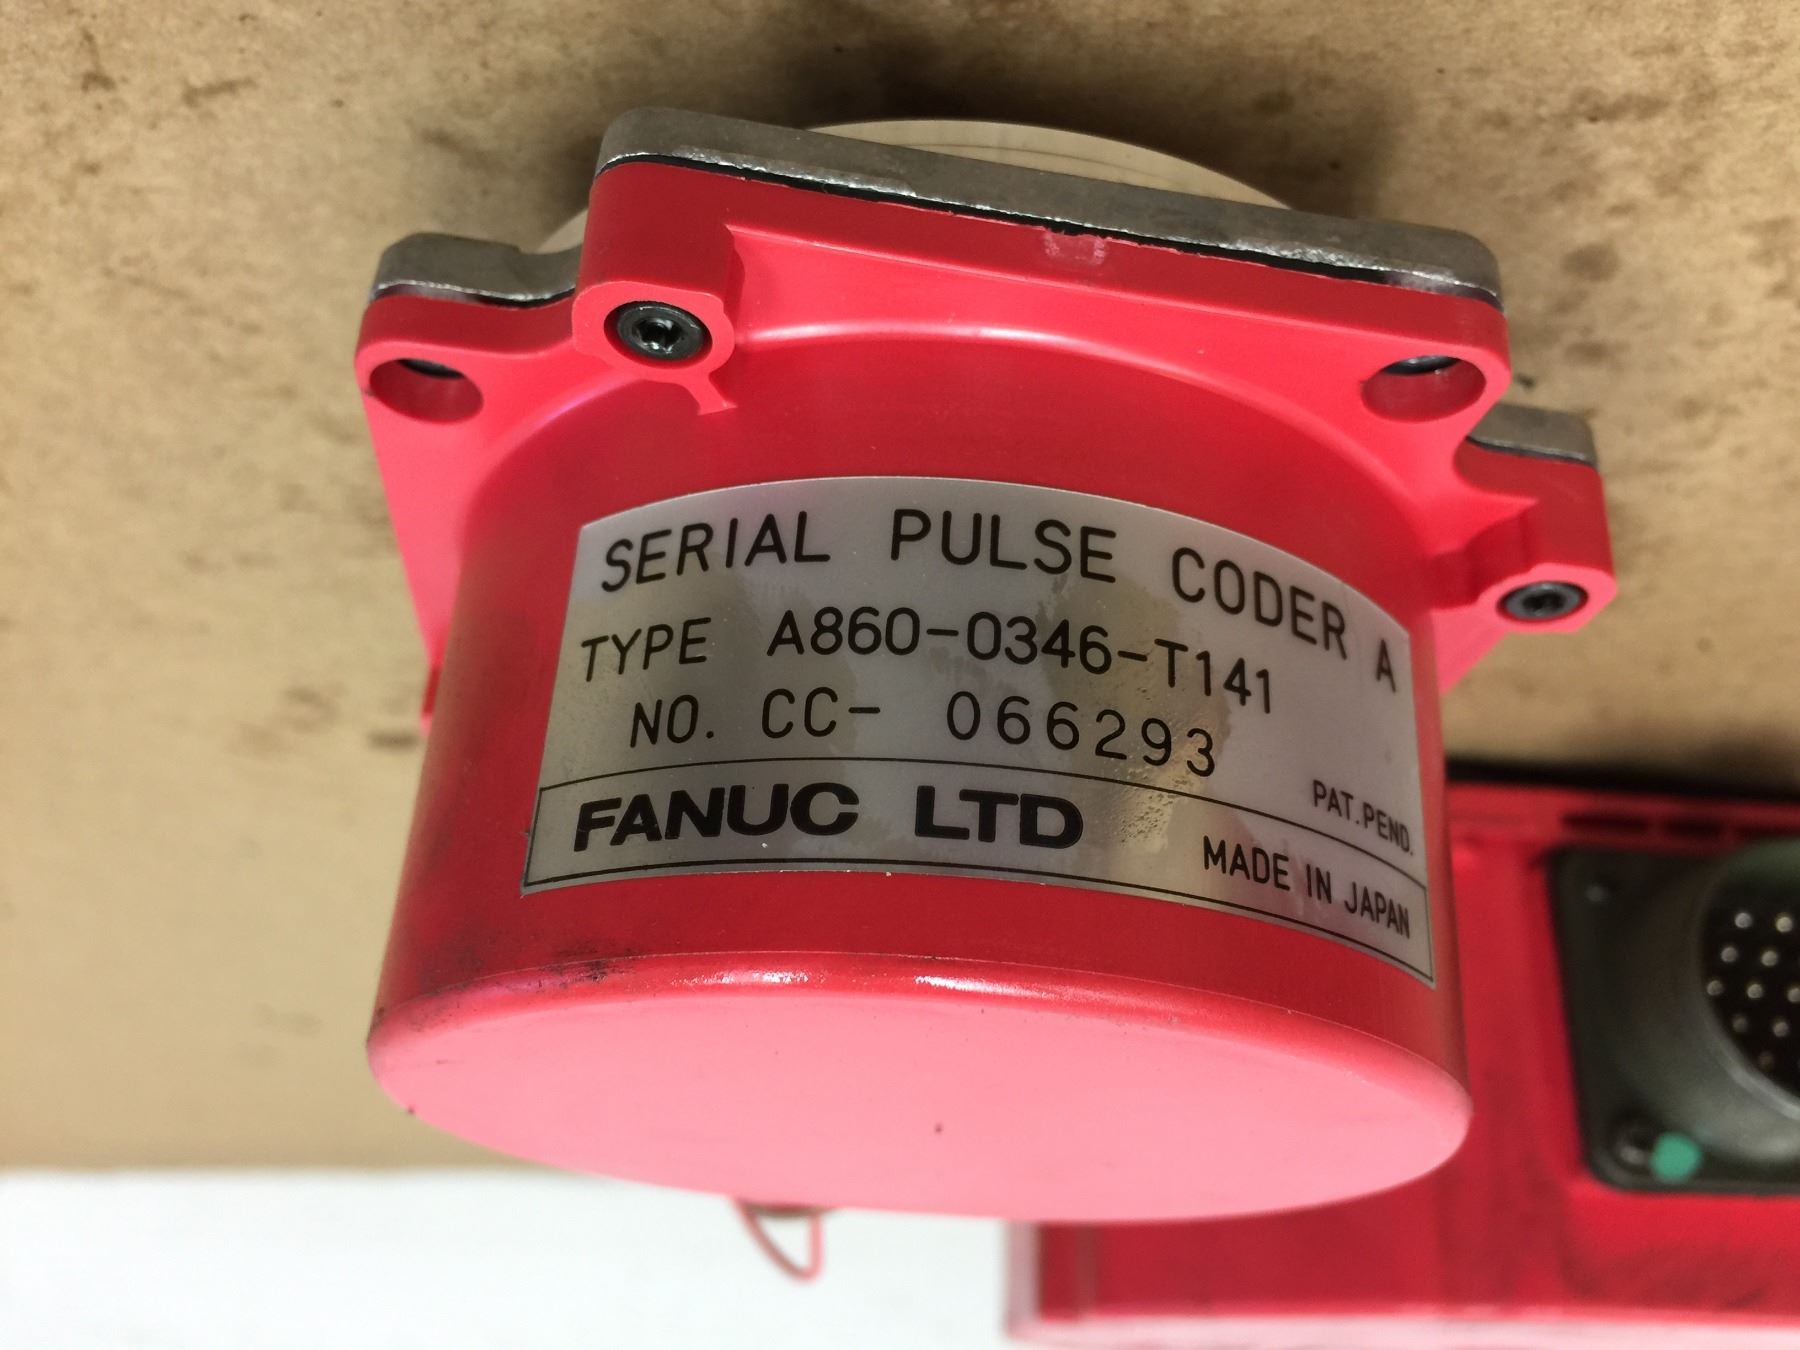 SERIAL PULSE CODER A
TYPE A860-0346-T141
NO. CC- 066293
PAT.PEND.
FANUC LTD
MADE IN JAPAN